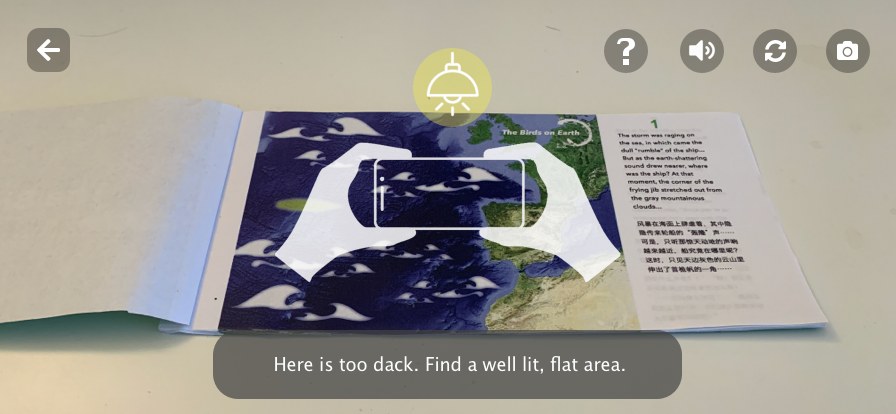 The Birds on Earth
1
The storm was raging on
the sea, in which came the
dull "rumble" of the ship...
But as the earth-shattering
sound drew nearer, where
was the ship? At that
moment, the corner of the
frying jib stretched out from
the gray mountainous
clouds...
风暴在海面上肆虐着，其中隐
隐传来轮船的“轰隆”声……
可是，只听那惊天动地的声响
越来越近，船究竟在哪里呢？
这时，只见天边灰色的云山里
伸出了首桅帆的一角……
Here is too dack. Find a well lit, flat area.